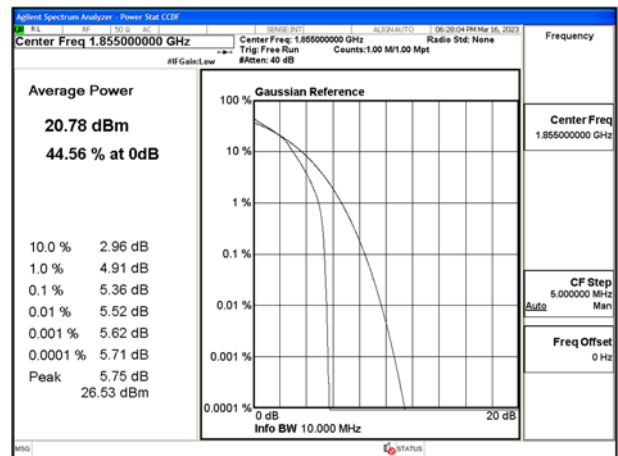 Agilent Spectrum Analyzer - Power Stat CCDF
RL RF 50 Ω AC SENSE:INT ALIGN AUTO 06:28:04 PM Mar 16, 2023
Center Freq 1.855000000 GHz
Center Freq: 1.855000000 GHz Radio Std: None
Trig: Free Run Counts:1.00 M/1.00 Mpt
#IFGain:Low #Atten: 40 dB
Frequency
Average Power
20.78 dBm
44.56 % at 0dB
10.0 % 2.96 dB
1.0 % 4.91 dB
0.1 % 5.36 dB
0.01 % 5.52 dB
0.001 % 5.62 dB
0.0001 % 5.71 dB
Peak 5.75 dB
26.53 dBm
Gaussian Reference
100 %
10 %
1 %
0.1 %
0.01 %
0.001 %
0.0001 %
0 dB 20 dB
Info BW 10.000 MHz
Center Freq
1.855000000 GHz
CF Step
5.000000 MHz
Auto Man
Freq Offset
0 Hz
MSG STATUS